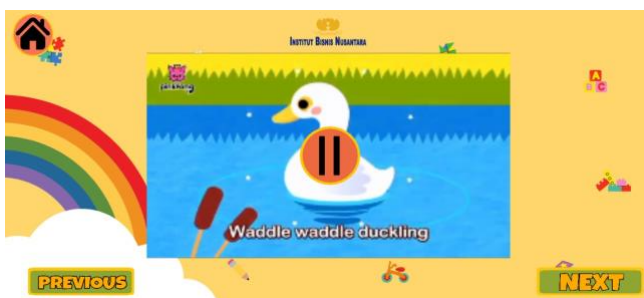 INSTITUT BISNIS NUSANTARA
pinkfong
A
B C
Waddle waddle duckling
PREVIOUS
NEXT